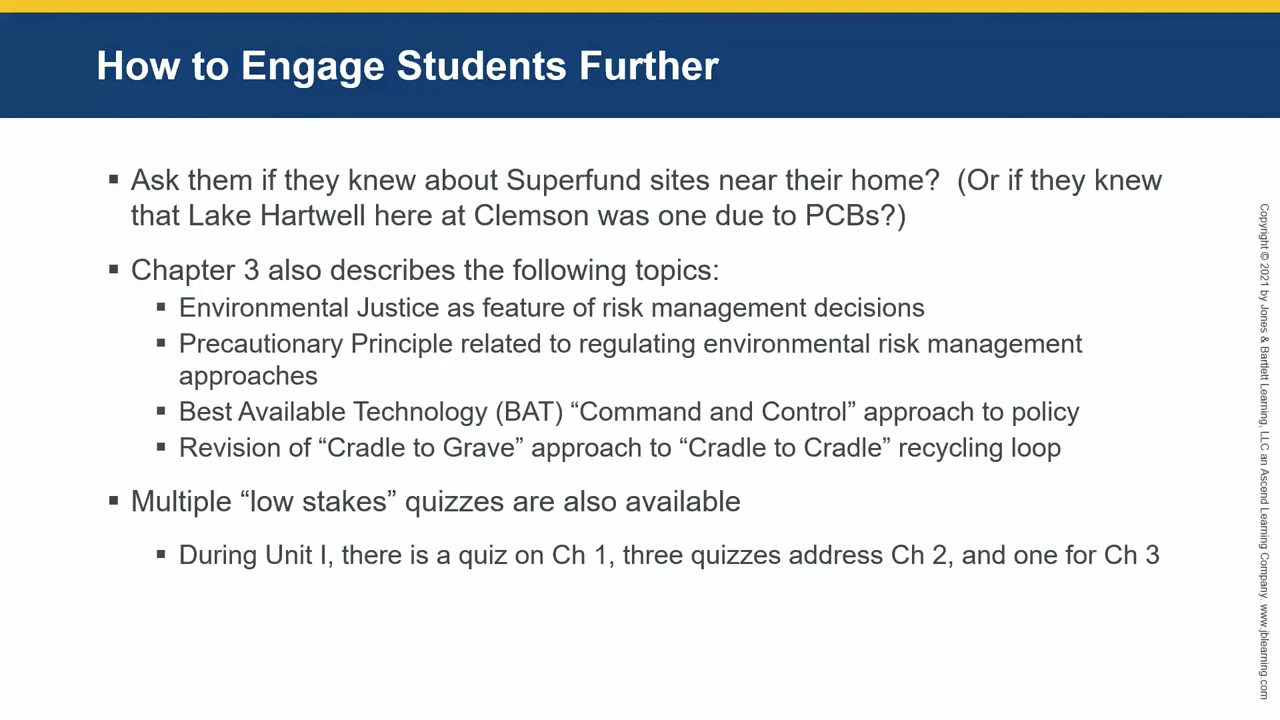 How to Engage Students Further
▪ Ask them if they knew about Superfund sites near their home?  (Or if they knew
that Lake Hartwell here at Clemson was one due to PCBs?)
▪ Chapter 3 also describes the following topics:
▪ Environmental Justice as feature of risk management decisions
▪ Precautionary Principle related to regulating environmental risk management
approaches
▪ Best Available Technology (BAT) “Command and Control” approach to policy
▪ Revision of “Cradle to Grave” approach to “Cradle to Cradle” recycling loop
▪ Multiple “low stakes” quizzes are also available
▪ During Unit I, there is a quiz on Ch 1, three quizzes address Ch 2, and one for Ch 3
Copyright © 2021 by Jones & Bartlett Learning, LLC an Ascend Learning Company. www.jblearning.com